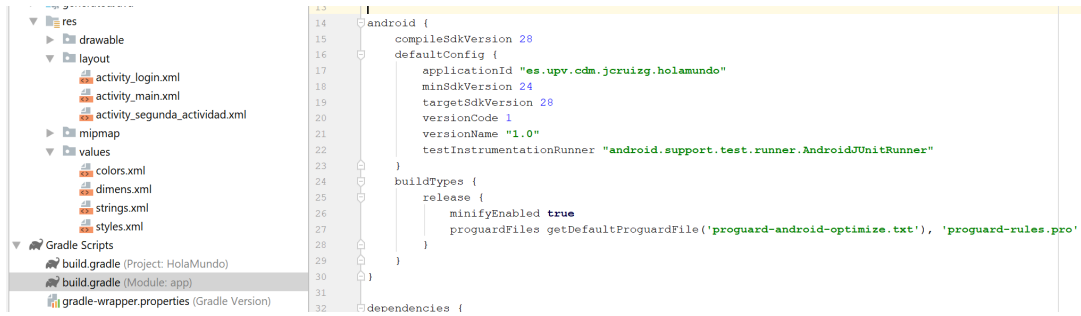 res
drawable
layout
activity_login.xml
activity_main.xml
activity_segunda_actividad.xml
mipmap
values
colors.xml
dimens.xml
strings.xml
styles.xml
Gradle Scripts
build.gradle (Project: HolaMundo)
build.gradle (Module: app)
gradle-wrapper.properties (Gradle Version)
13
14 android {
15 compileSdkVersion 28
16 defaultConfig {
17 applicationId "es.upv.cdm.jcruizg.holamundo"
18 minSdkVersion 24
19 targetSdkVersion 28
20 versionCode 1
21 versionName "1.0"
22 testInstrumentationRunner "android.support.test.runner.AndroidJUnitRunner"
23 }
24 buildTypes {
25 release {
26 minifyEnabled true
27 proguardFiles getDefaultProguardFile('proguard-android-optimize.txt'), 'proguard-rules.pro'
28 }
29 }
30 }
31
32 dependencies {